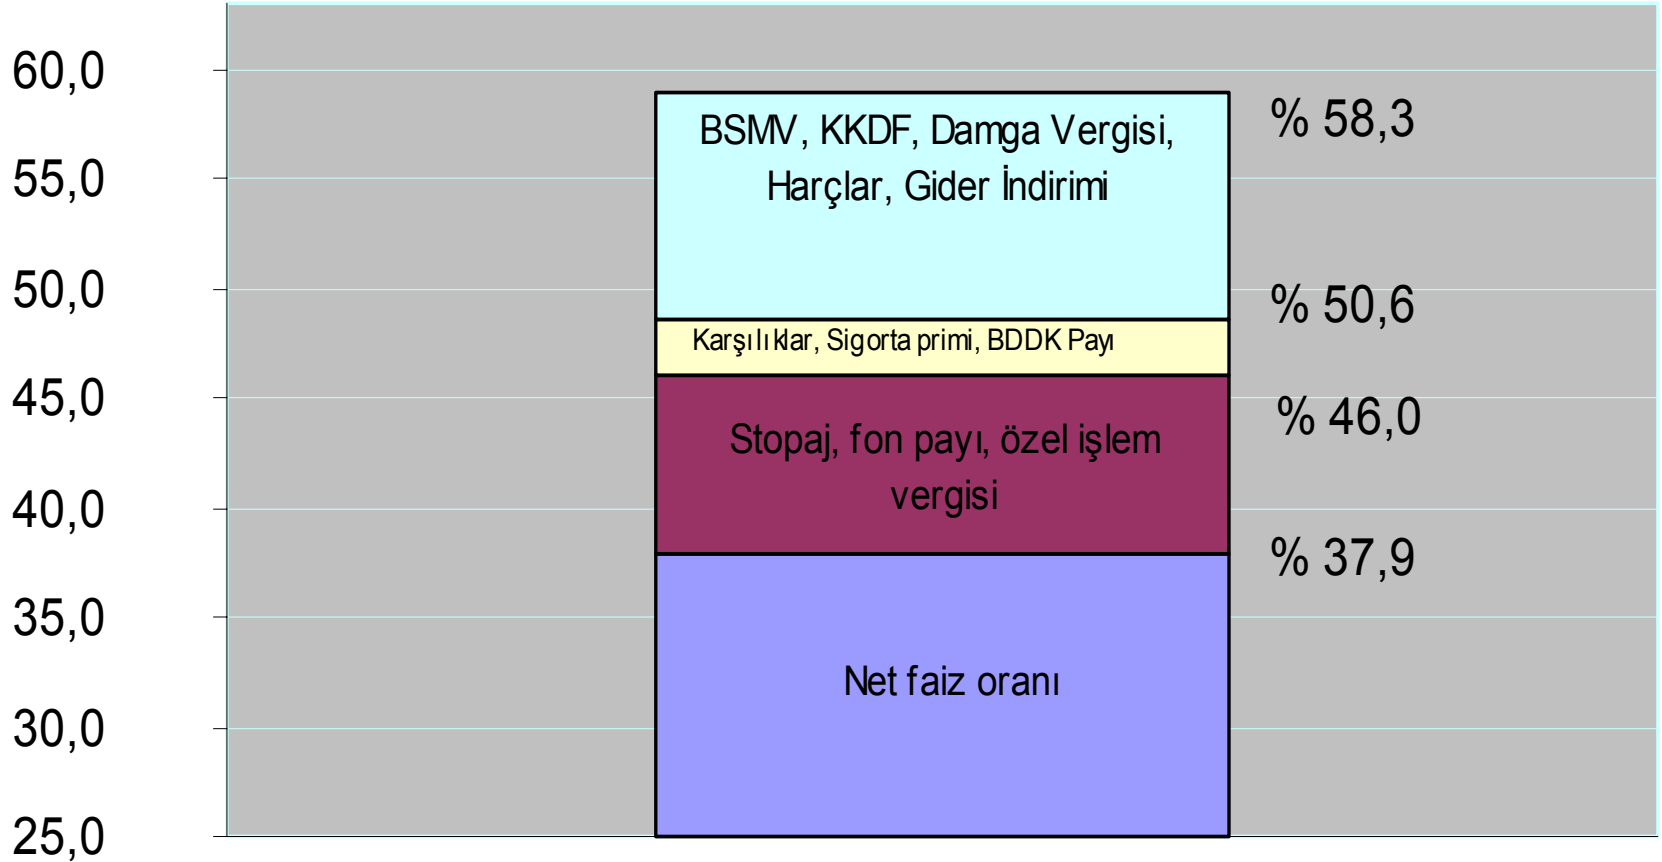 60,0
55,0
50,0
45,0
40,0
35,0
30,0
25,0
BSMV, KKDF, Damga Vergisi,
Harçlar, Gider İndirimi
Karşılıklar, Sigorta primi, BDDK Payı
Stopaj, fon payı, özel işlem
vergisi
Net faiz oranı
% 58,3
% 50,6
% 46,0
% 37,9